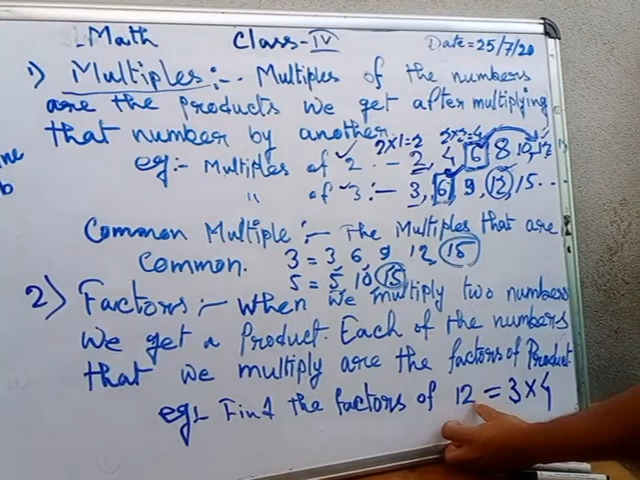 Math Class-IV Date=25/7/20
1) Multiples:- Multiples of the numbers
are the products we get after multiplying
that number by another.
2x1=2 2x2=4
eg:- Multiples of 2 :- 2, 4 6 8 10, 12
" of 3 :- 3, 6, 9, 12, 15..
Common Multiple :- The Multiples that are
Common. 3 = 3, 6, 9 12, 15
5 = 5, 10 15
2) Factors:- When we multiply two numbers
we get a Product. Each of the numbers
that we multiply are the factors of Product
eg:- Find the factors of 12 = 3x4